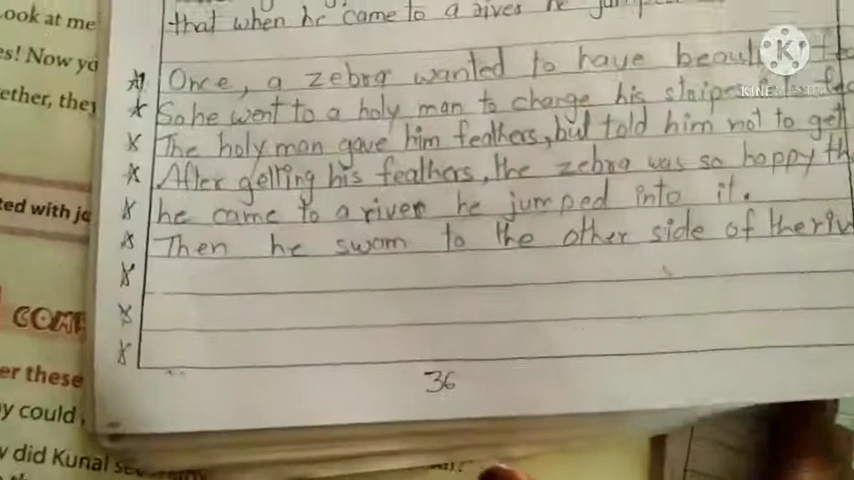 ook at me
es! Now yo
ether, they
ted with ja
COM
er these
y could
w did Kunal se
that when he came to a aives he jump
Once, a zebra wanted to have beauti
So he went to a holy man to change his stripes
The holy man gave him feathers, but told him not to get
After getting his feathers, the zebra was so happy th
he came to a river he jumped into it.
Then he swam to the other side of the riv
36
K
KINEMASTER